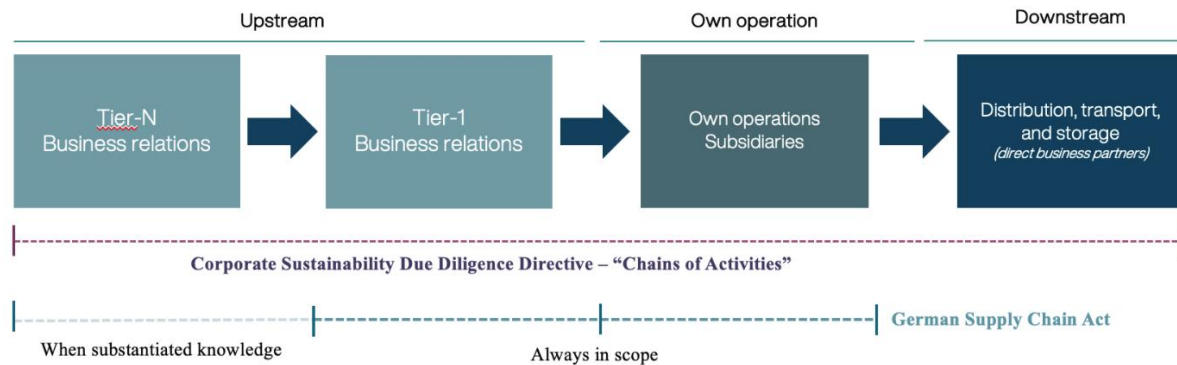 Upstream
Own operation
Downstream
Tier-N
Business relations
Tier-1
Business relations
Own operations
Subsidiaries
Distribution, transport,
and storage
(direct business partners)
Corporate Sustainability Due Diligence Directive – “Chains of Activities”
German Supply Chain Act
When substantiated knowledge
Always in scope